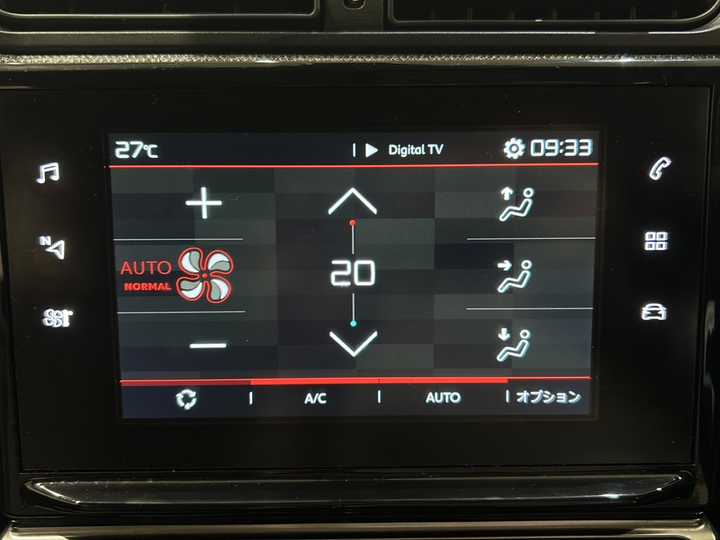 27℃
Digital TV
09:33
N
AUTO
NORMAL
20
A/C
AUTO
オプション